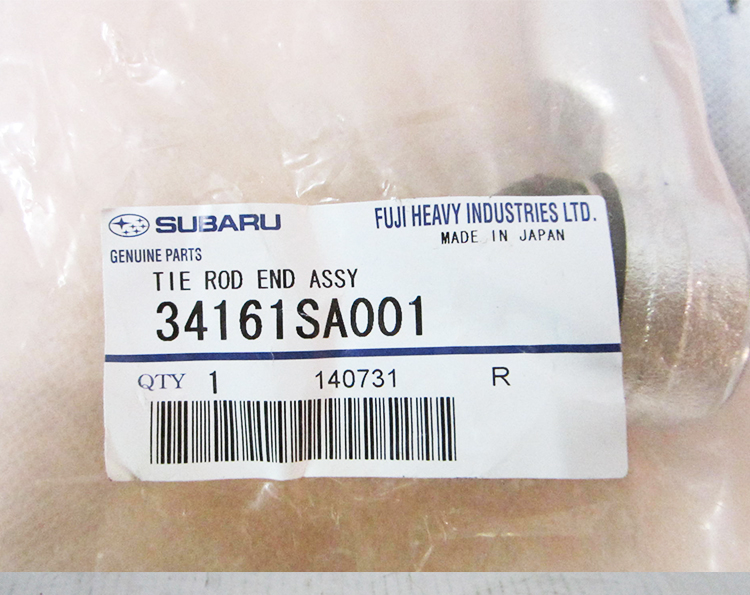 SUBARU FUJI HEAVY INDUSTRIES LTD.
GENUINE PARTS MADE IN JAPAN
TIE ROD END ASSY
34161SA001
QTY 1 140731 R